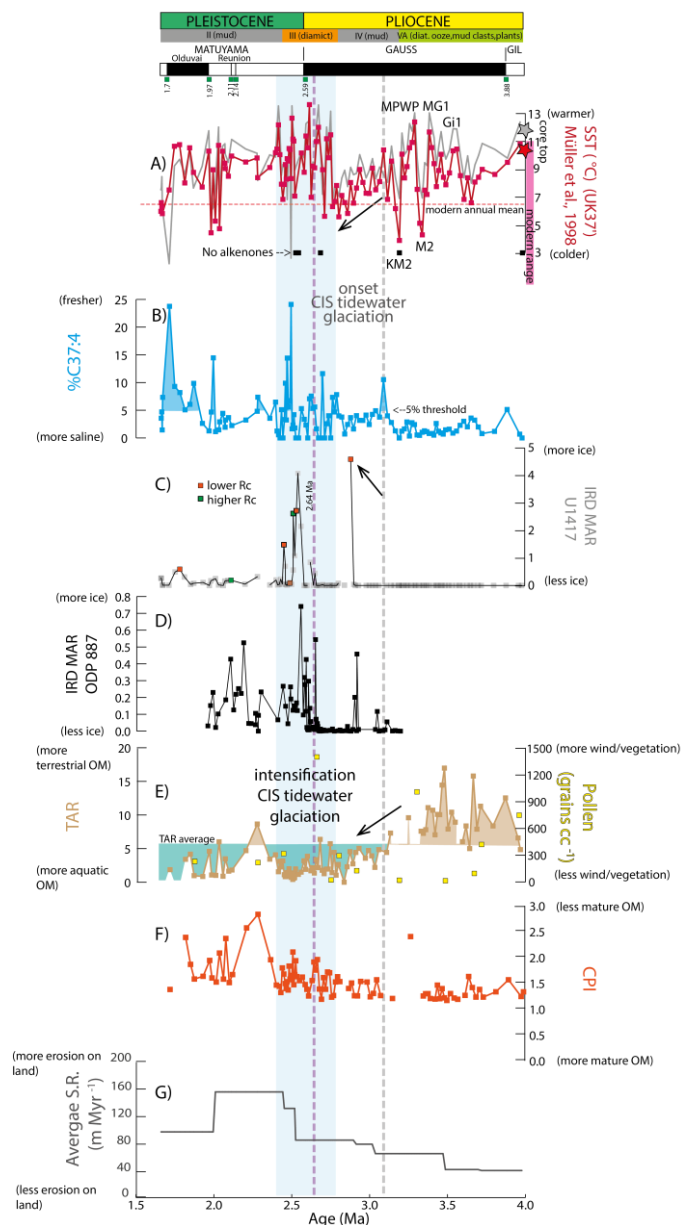 PLEISTOCENE PLIOCENE
II (mud) III (diamict) IV (mud) VA (diat. ooze,mud clasts,plants)
MATUYAMA GAUSS GIL
Olduvai Reunion
1.7 1.97 2.11 2.14 2.59 3.88
MPWP MG1
Gi1
13 (warmer)
core top
11
9
7
5
3 (colder)
A)
modern annual mean
modern range
SST (°C) (UK37')
Müller et al., 1998
No alkenones -->
M2
KM2
onset
CIS tidewater
glaciation
B)
(fresher) 25
20
15
10
5
(more saline) 0
%C37:4
<--5% threshold
C)
lower Rc
higher Rc
2.64 Ma
5 (more ice)
4
3
2
1
0 (less ice)
IRD MAR
U1417
D)
(more ice) 0.8
0.7
0.6
0.5
0.4
0.3
0.2
0.1
(less ice) 0.0
IRD MAR
ODP 887
E)
(more
terrestrial OM)
20
15
10
5
0
(more aquatic OM)
TAR
TAR average
intensification
CIS tidewater
glaciation
1500 (more wind/vegetation)
1200
900
600
300
0 (less wind/vegetation)
Pollen
(grains cc⁻¹)
F)
3.0 (less mature OM)
2.5
2.0
1.5
1.0
0.5
0.0 (more mature OM)
CPI
G)
(more erosion on
land)
200
160
120
80
40
0
(less erosion on
land)
Avergae S.R.
(m Myr⁻¹)
1.5 2.0 2.5 3.0 3.5 4.0
Age (Ma)